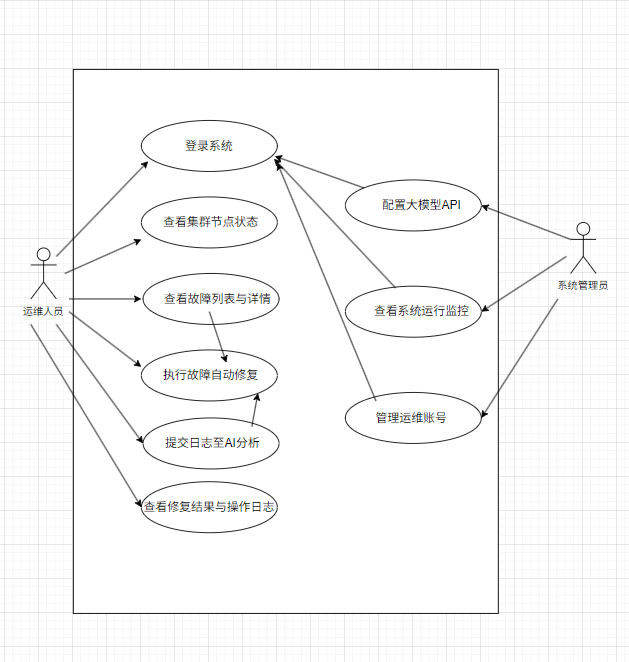 登录系统
查看集群节点状态
配置大模型API
运维人员
查看故障列表与详情
查看系统运行监控
系统管理员
执行故障自动修复
管理运维账号
提交日志至AI分析
查看修复结果与操作日志